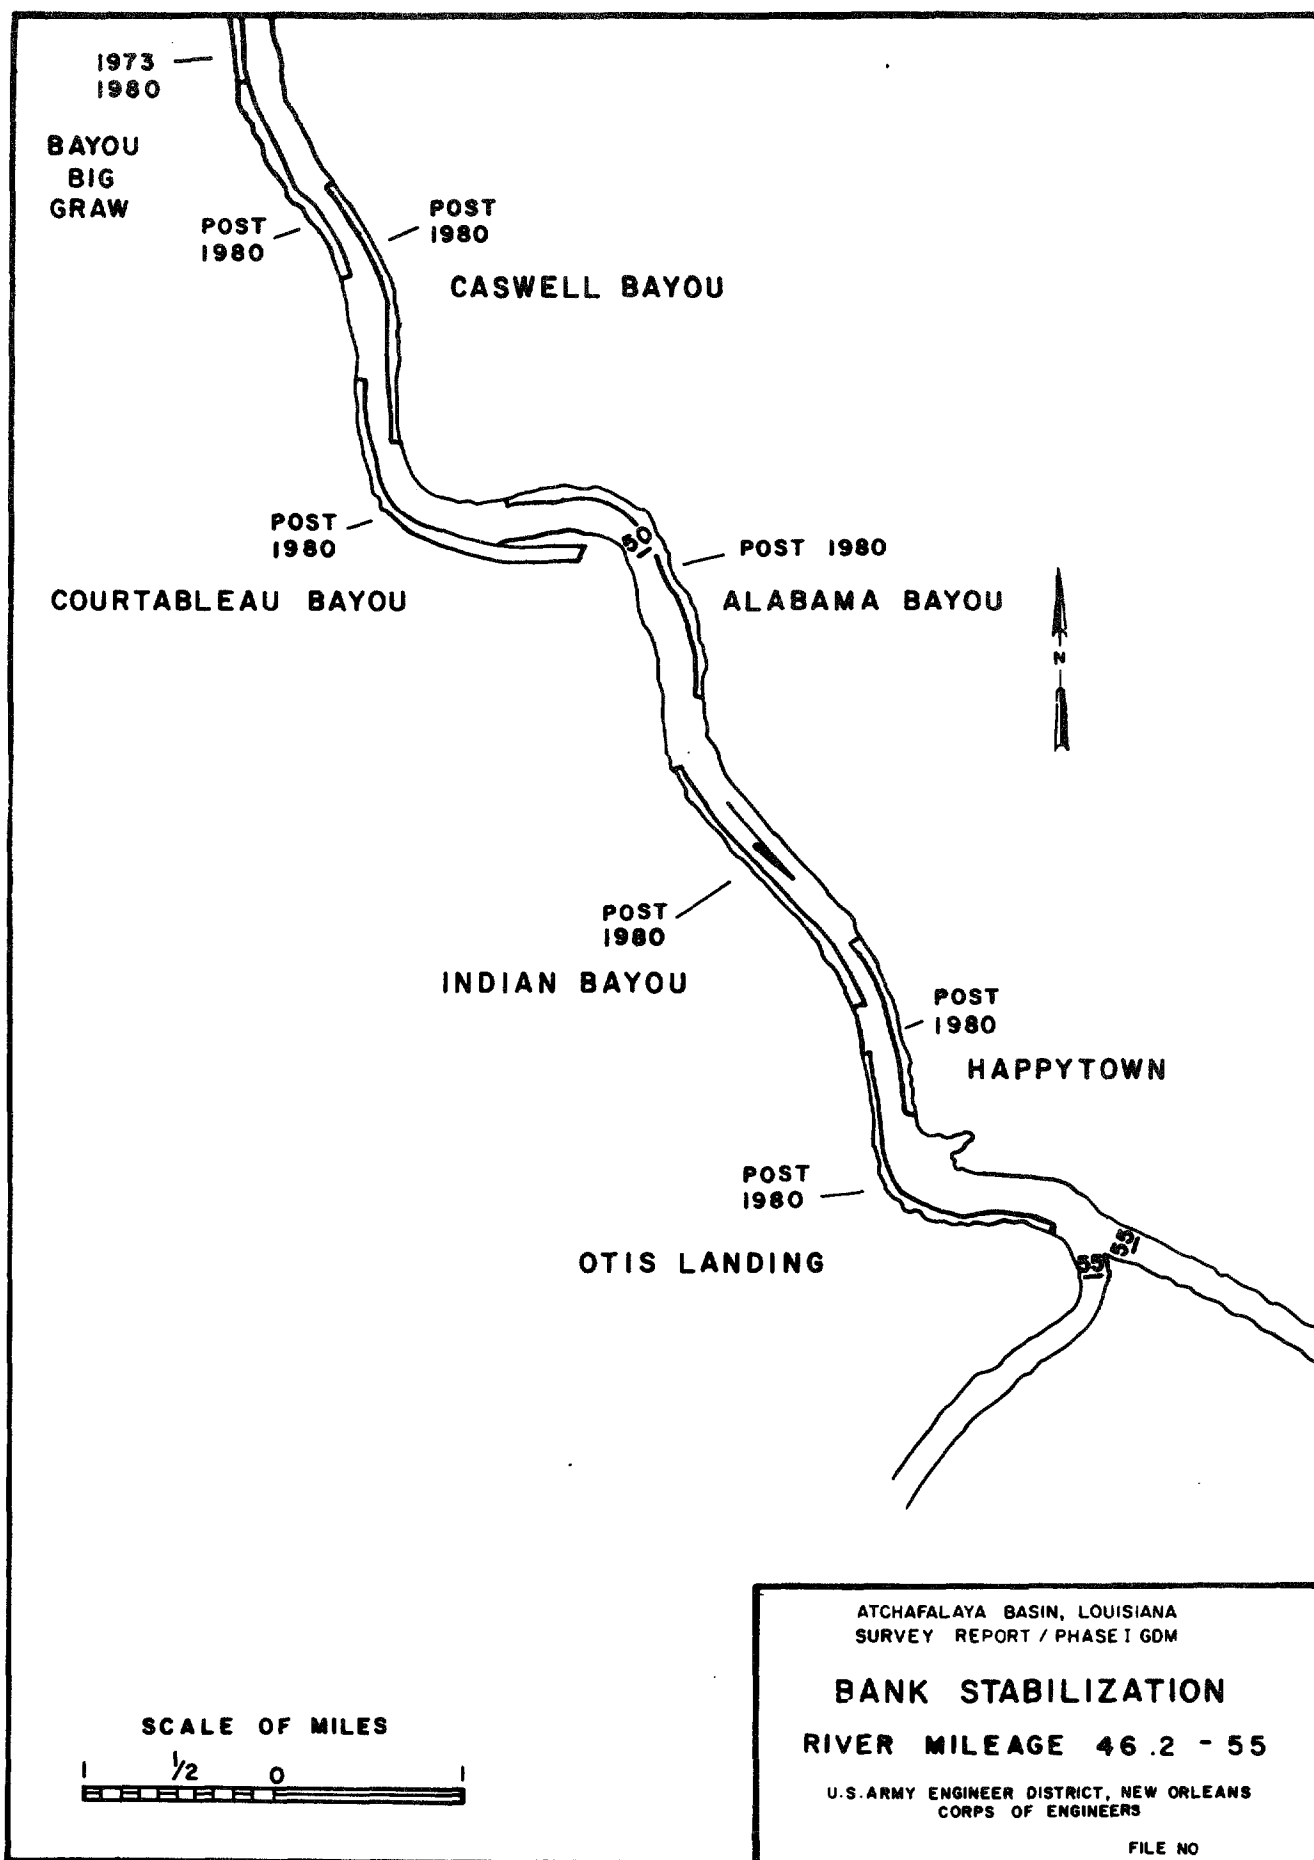 1973
1980
BAYOU
BIG
GRAW
POST
1980
POST
1980
CASWELL BAYOU
POST
1980
COURTABLEAU BAYOU
50
POST 1980
ALABAMA BAYOU
N
POST
1980
INDIAN BAYOU
POST
1980
HAPPYTOWN
POST
1980
OTIS LANDING
55
55
SCALE OF MILES
1 1/2 0 1
ATCHAFALAYA BASIN, LOUISIANA
SURVEY REPORT / PHASE I GDM
BANK STABILIZATION
RIVER MILEAGE 46.2 - 55
U.S. ARMY ENGINEER DISTRICT, NEW ORLEANS
CORPS OF ENGINEERS
FILE NO